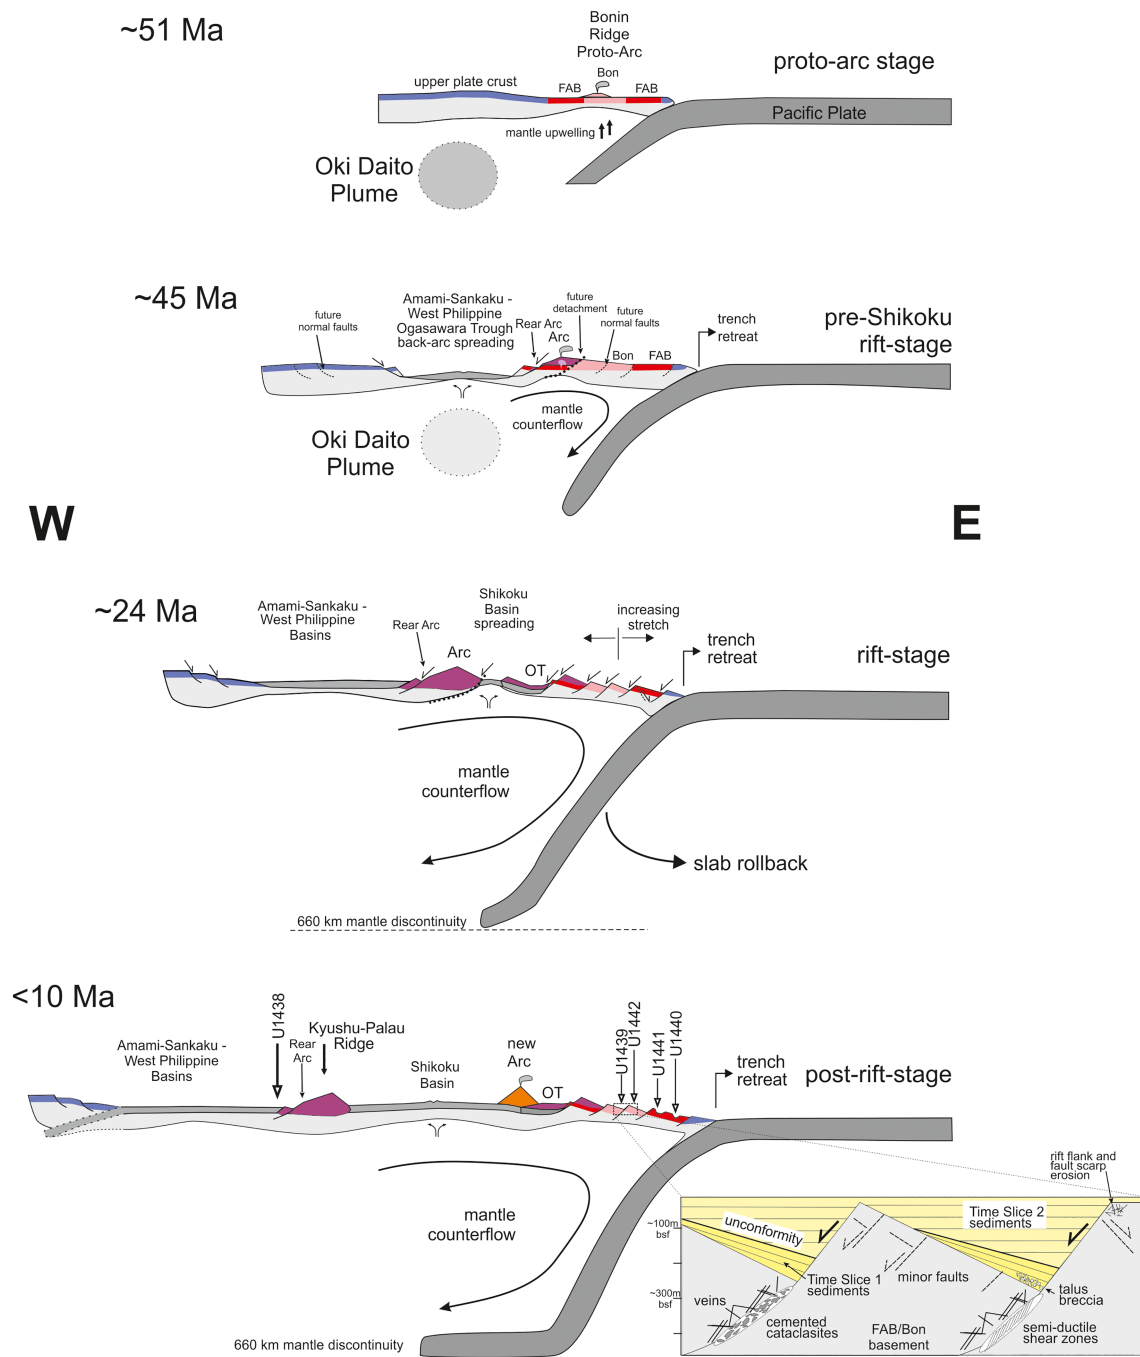 ~51 Ma
Bonin
Ridge
Proto-Arc
proto-arc stage
upper plate crust
FAB
Bon
FAB
Pacific Plate
mantle upwelling
Oki Daito
Plume
~45 Ma
future
normal faults
Amami-Sankaku -
West Philippine
Ogasawara Trough
back-arc spreading
Rear Arc
Arc
future
detachment
future
normal faults
Bon
FAB
trench
retreat
pre-Shikoku
rift-stage
mantle
counterflow
Oki Daito
Plume
W
E
~24 Ma
Amami-Sankaku -
West Philippine
Basins
Rear Arc
Arc
Shikoku
Basin
spreading
OT
increasing
stretch
trench
retreat
rift-stage
mantle
counterflow
slab rollback
660 km mantle discontinuity
<10 Ma
Amami-Sankaku -
West Philippine
Basins
U1438
Rear
Arc
Kyushu-Palau
Ridge
Shikoku
Basin
new
Arc
OT
U1439
U1442
U1441
U1440
trench
retreat
post-rift-stage
mantle
counterflow
660 km mantle discontinuity
rift flank and
fault scarp
erosion
~100m
bsf
unconformity
Time Slice 2
sediments
Time Slice 1
sediments
minor faults
~300m
bsf
veins
cemented
cataclasites
FAB/Bon
basement
talus
breccia
semi-ductile
shear zones